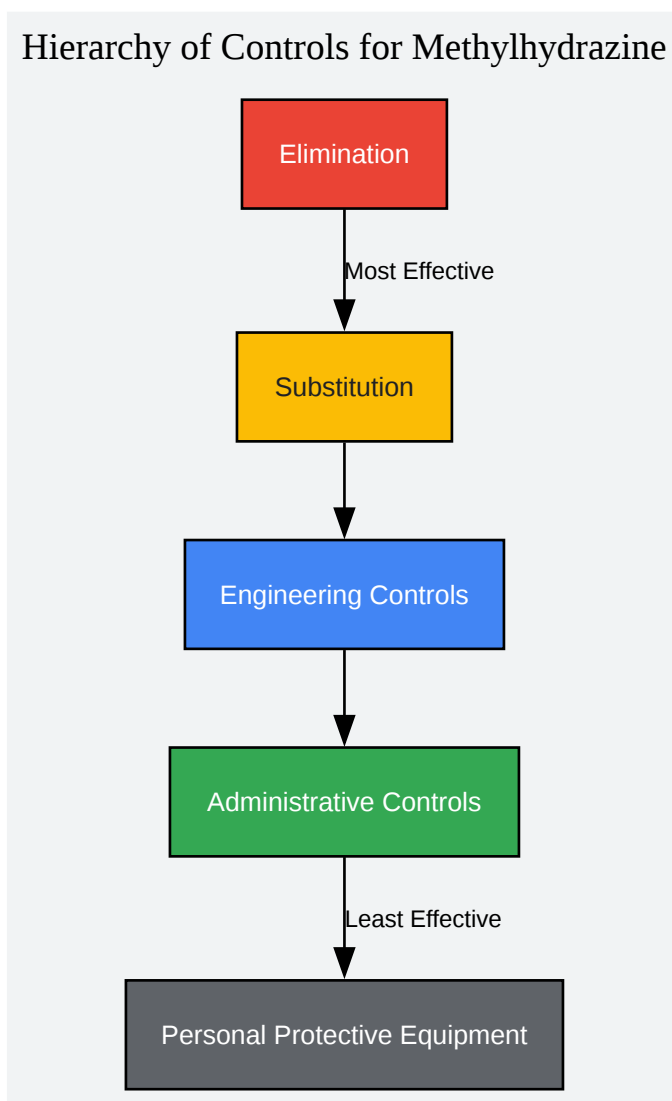 Hierarchy of Controls for Methylhydrazine
Elimination
Most Effective
Substitution
Engineering Controls
Administrative Controls
Least Effective
Personal Protective Equipment